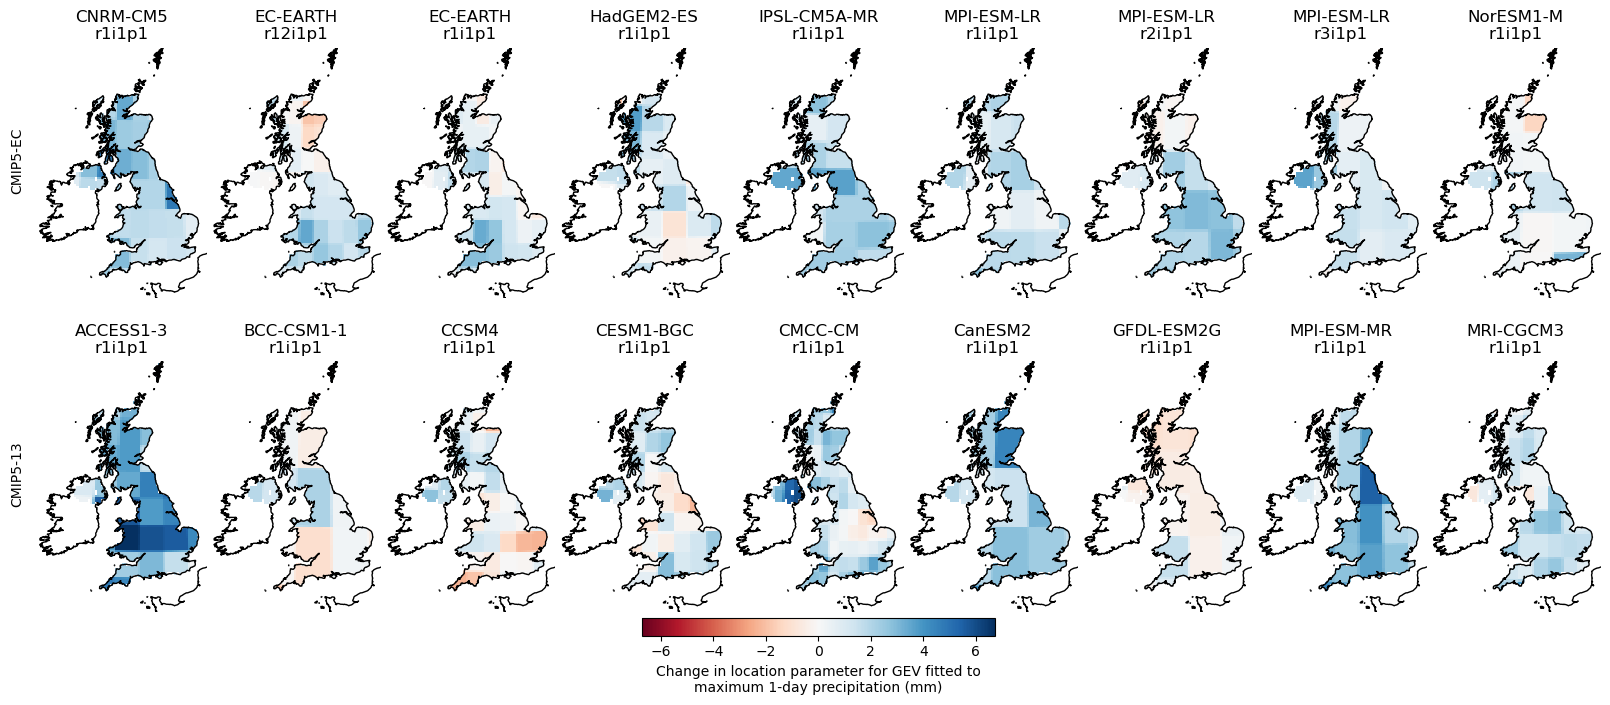 CNRM-CM5
r1i1p1
EC-EARTH
r12i1p1
EC-EARTH
r1i1p1
HadGEM2-ES
r1i1p1
IPSL-CM5A-MR
r1i1p1
MPI-ESM-LR
r1i1p1
MPI-ESM-LR
r2i1p1
MPI-ESM-LR
r3i1p1
NorESM1-M
r1i1p1
CMIP5-EC
ACCESS1-3
r1i1p1
BCC-CSM1-1
r1i1p1
CCSM4
r1i1p1
CESM1-BGC
r1i1p1
CMCC-CM
r1i1p1
CanESM2
r1i1p1
GFDL-ESM2G
r1i1p1
MPI-ESM-MR
r1i1p1
MRI-CGCM3
r1i1p1
CMIP5-13
−6 −4 −2 0 2 4 6
Change in location parameter for GEV fitted to
maximum 1-day precipitation (mm)